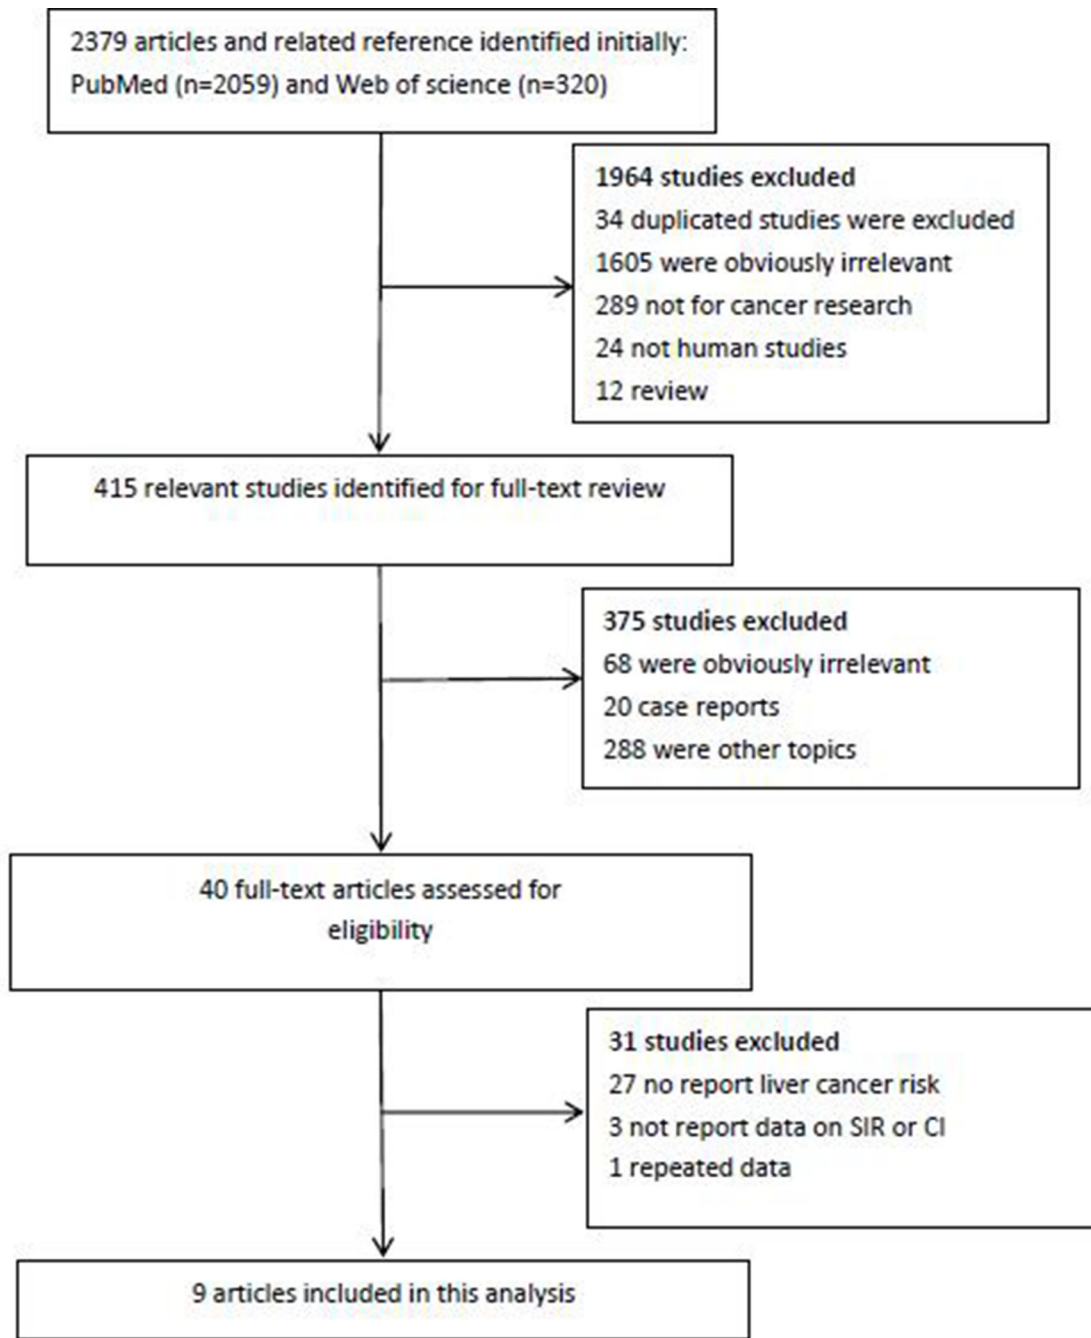 2379 articles and related reference identified initially:
PubMed (n=2059) and Web of science (n=320)
1964 studies excluded
34 duplicated studies were excluded
1605 were obviously irrelevant
289 not for cancer research
24 not human studies
12 review
415 relevant studies identified for full-text review
375 studies excluded
68 were obviously irrelevant
20 case reports
288 were other topics
40 full-text articles assessed for
eligibility
31 studies excluded
27 no report liver cancer risk
3 not report data on SIR or CI
1 repeated data
9 articles included in this analysis